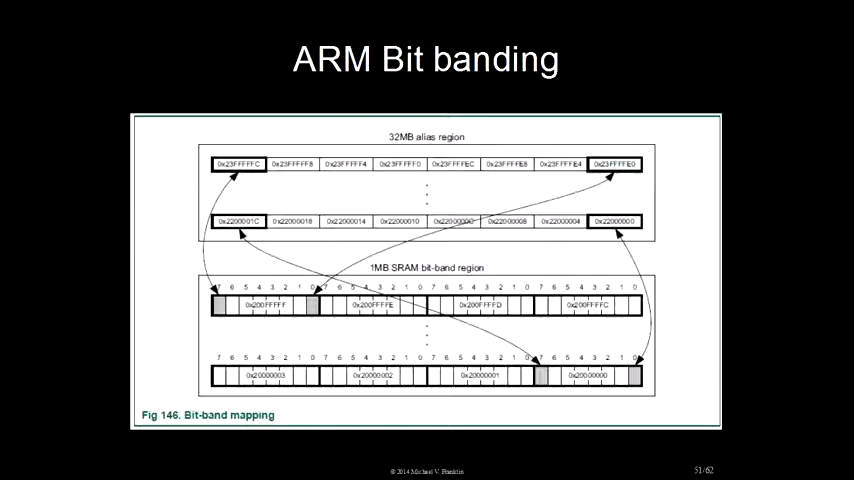 ARM Bit banding
32MB alias region
0x23FFFFFC 0x23FFFFF8 0x23FFFFF4 0x23FFFFF0 0x23FFFFEC 0x23FFFFE8 0x23FFFFE4 0x23FFFFE0
0x2200001C 0x22000018 0x22000014 0x22000010 0x2200000C 0x22000008 0x22000004 0x22000000
1MB SRAM bit-band region
7 6 5 4 3 2 1 0 7 6 5 4 3 2 1 0 7 6 5 4 3 2 1 0 7 6 5 4 3 2 1 0
0x200FFFFF 0x200FFFFE 0x200FFFFD 0x200FFFFC
7 6 5 4 3 2 1 0 7 6 5 4 3 2 1 0 7 6 5 4 3 2 1 0 7 6 5 4 3 2 1 0
0x20000003 0x20000002 0x20000001 0x20000000
Fig 146. Bit-band mapping
© 2014 Michael V. Franklin
51/62